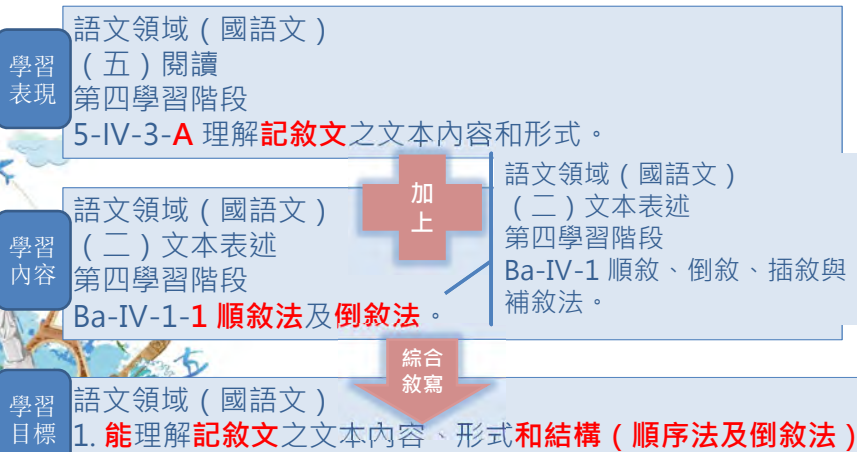 學習
表現
語文領域（國語文）
（五）閱讀
第四學習階段
5-IV-3-A 理解記敘文之文本內容和形式。
加
上
學習
內容
語文領域（國語文）
（二）文本表述
第四學習階段
Ba-IV-1-1 順敘法及倒敘法。
語文領域（國語文）
（二）文本表述
第四學習階段
Ba-IV-1 順敘、倒敘、插敘與
補敘法。
綜合
敘寫
學習
目標
語文領域（國語文）
1. 能理解記敘文之文本內容、形式和結構（順序法及倒敘法）